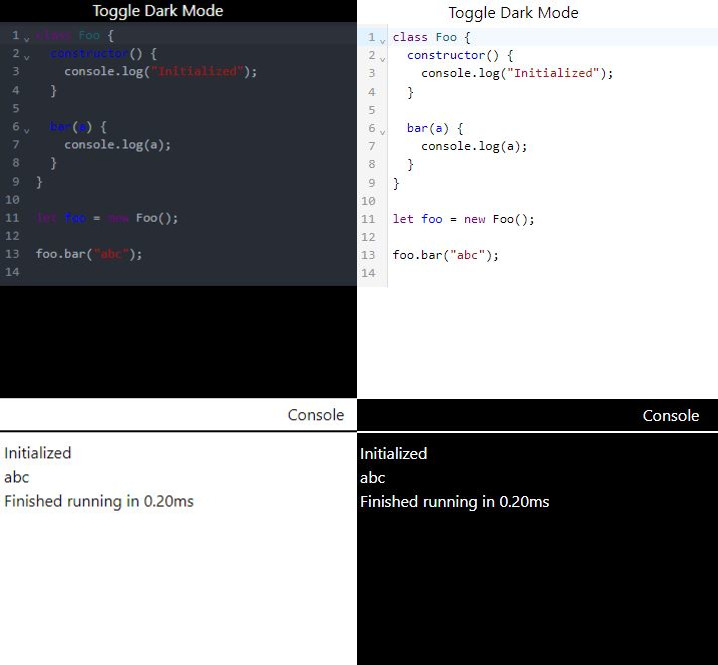 Toggle Dark Mode
1 class Foo {
2 constructor() {
3 console.log("Initialized");
4 }
5
6 bar(a) {
7 console.log(a);
8 }
9 }
10
11 let foo = new Foo();
12
13 foo.bar("abc");
14
Console
Initialized
abc
Finished running in 0.20ms
Toggle Dark Mode
1 class Foo {
2 constructor() {
3 console.log("Initialized");
4 }
5
6 bar(a) {
7 console.log(a);
8 }
9 }
10
11 let foo = new Foo();
12
13 foo.bar("abc");
14
Console
Initialized
abc
Finished running in 0.20ms